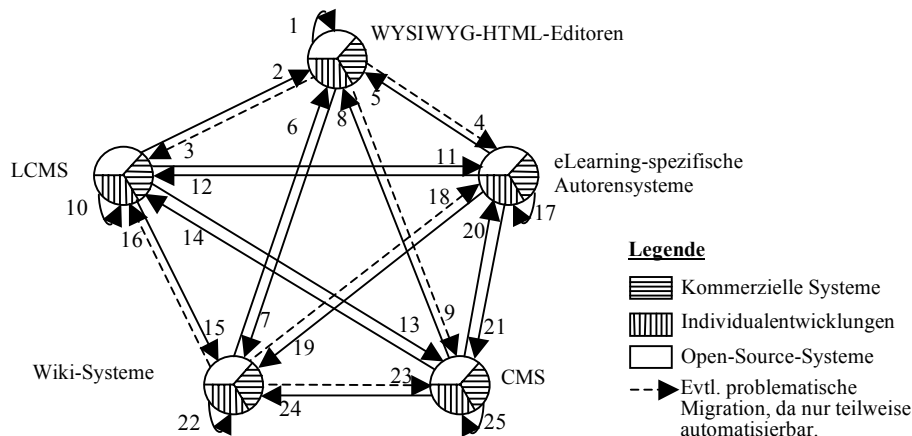 1
WYSIWYG-HTML-Editoren
2
3
6
8
5
4
LCMS
11
12
eLearning-spezifische
Autorensysteme
18
10
16
14
20
17
Legende
Kommerzielle Systeme
Individualentwicklungen
Open-Source-Systeme
Evtl. problematische
Migration, da nur teilweise
automatisierbar.
15
7
19
13
9
21
Wiki-Systeme
23
CMS
22
24
25